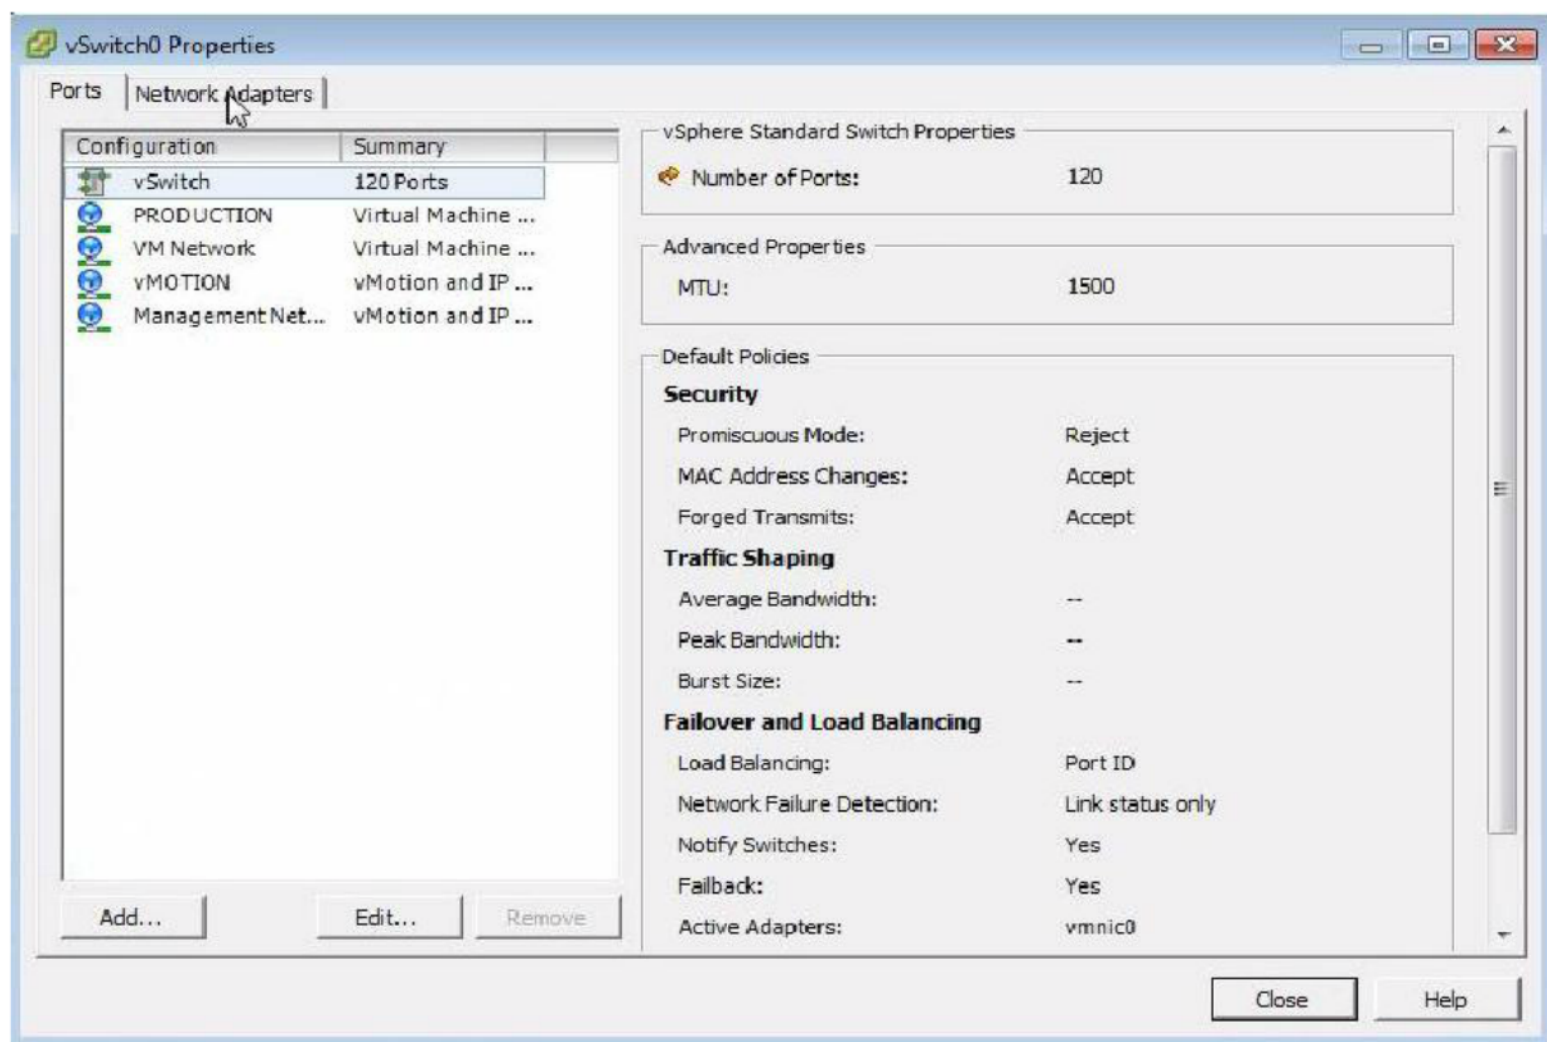 vSwitch0 Properties
Ports Network Adapters
Configuration Summary
vSwitch 120 Ports
PRODUCTION Virtual Machine ...
VM Network Virtual Machine ...
vMOTION vMotion and IP ...
Management Net... vMotion and IP ...
Add... Edit... Remove
vSphere Standard Switch Properties
Number of Ports: 120
Advanced Properties
MTU: 1500
Default Policies
Security
Promiscuous Mode: Reject
MAC Address Changes: Accept
Forged Transmits: Accept
Traffic Shaping
Average Bandwidth: --
Peak Bandwidth: --
Burst Size: --
Failover and Load Balancing
Load Balancing: Port ID
Network Failure Detection: Link status only
Notify Switches: Yes
Failback: Yes
Active Adapters: vmnic0
Close Help